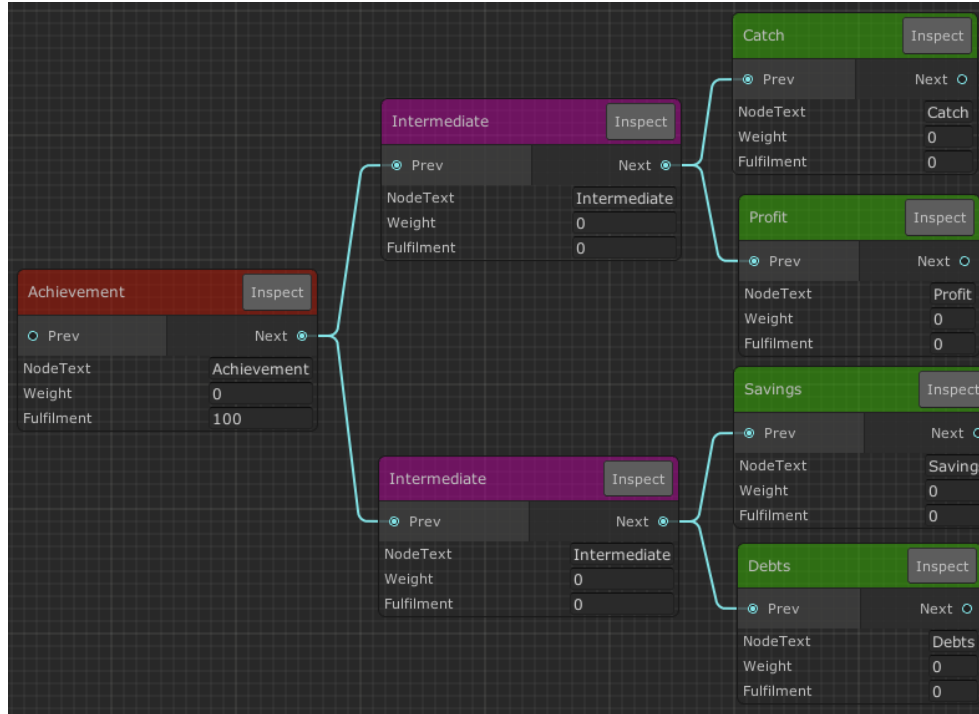 Catch Inspect
Prev Next
NodeText Catch
Weight 0
Fulfilment 0
Intermediate Inspect
Prev Next
NodeText Intermediate
Weight 0
Fulfilment 0
Profit Inspect
Prev Next
NodeText Profit
Weight 0
Fulfilment 0
Achievement Inspect
Prev Next
NodeText Achievement
Weight 0
Fulfilment 100
Savings Inspect
Prev Next
NodeText Saving
Weight 0
Fulfilment 0
Intermediate Inspect
Prev Next
NodeText Intermediate
Weight 0
Fulfilment 0
Debts Inspect
Prev Next
NodeText Debts
Weight 0
Fulfilment 0